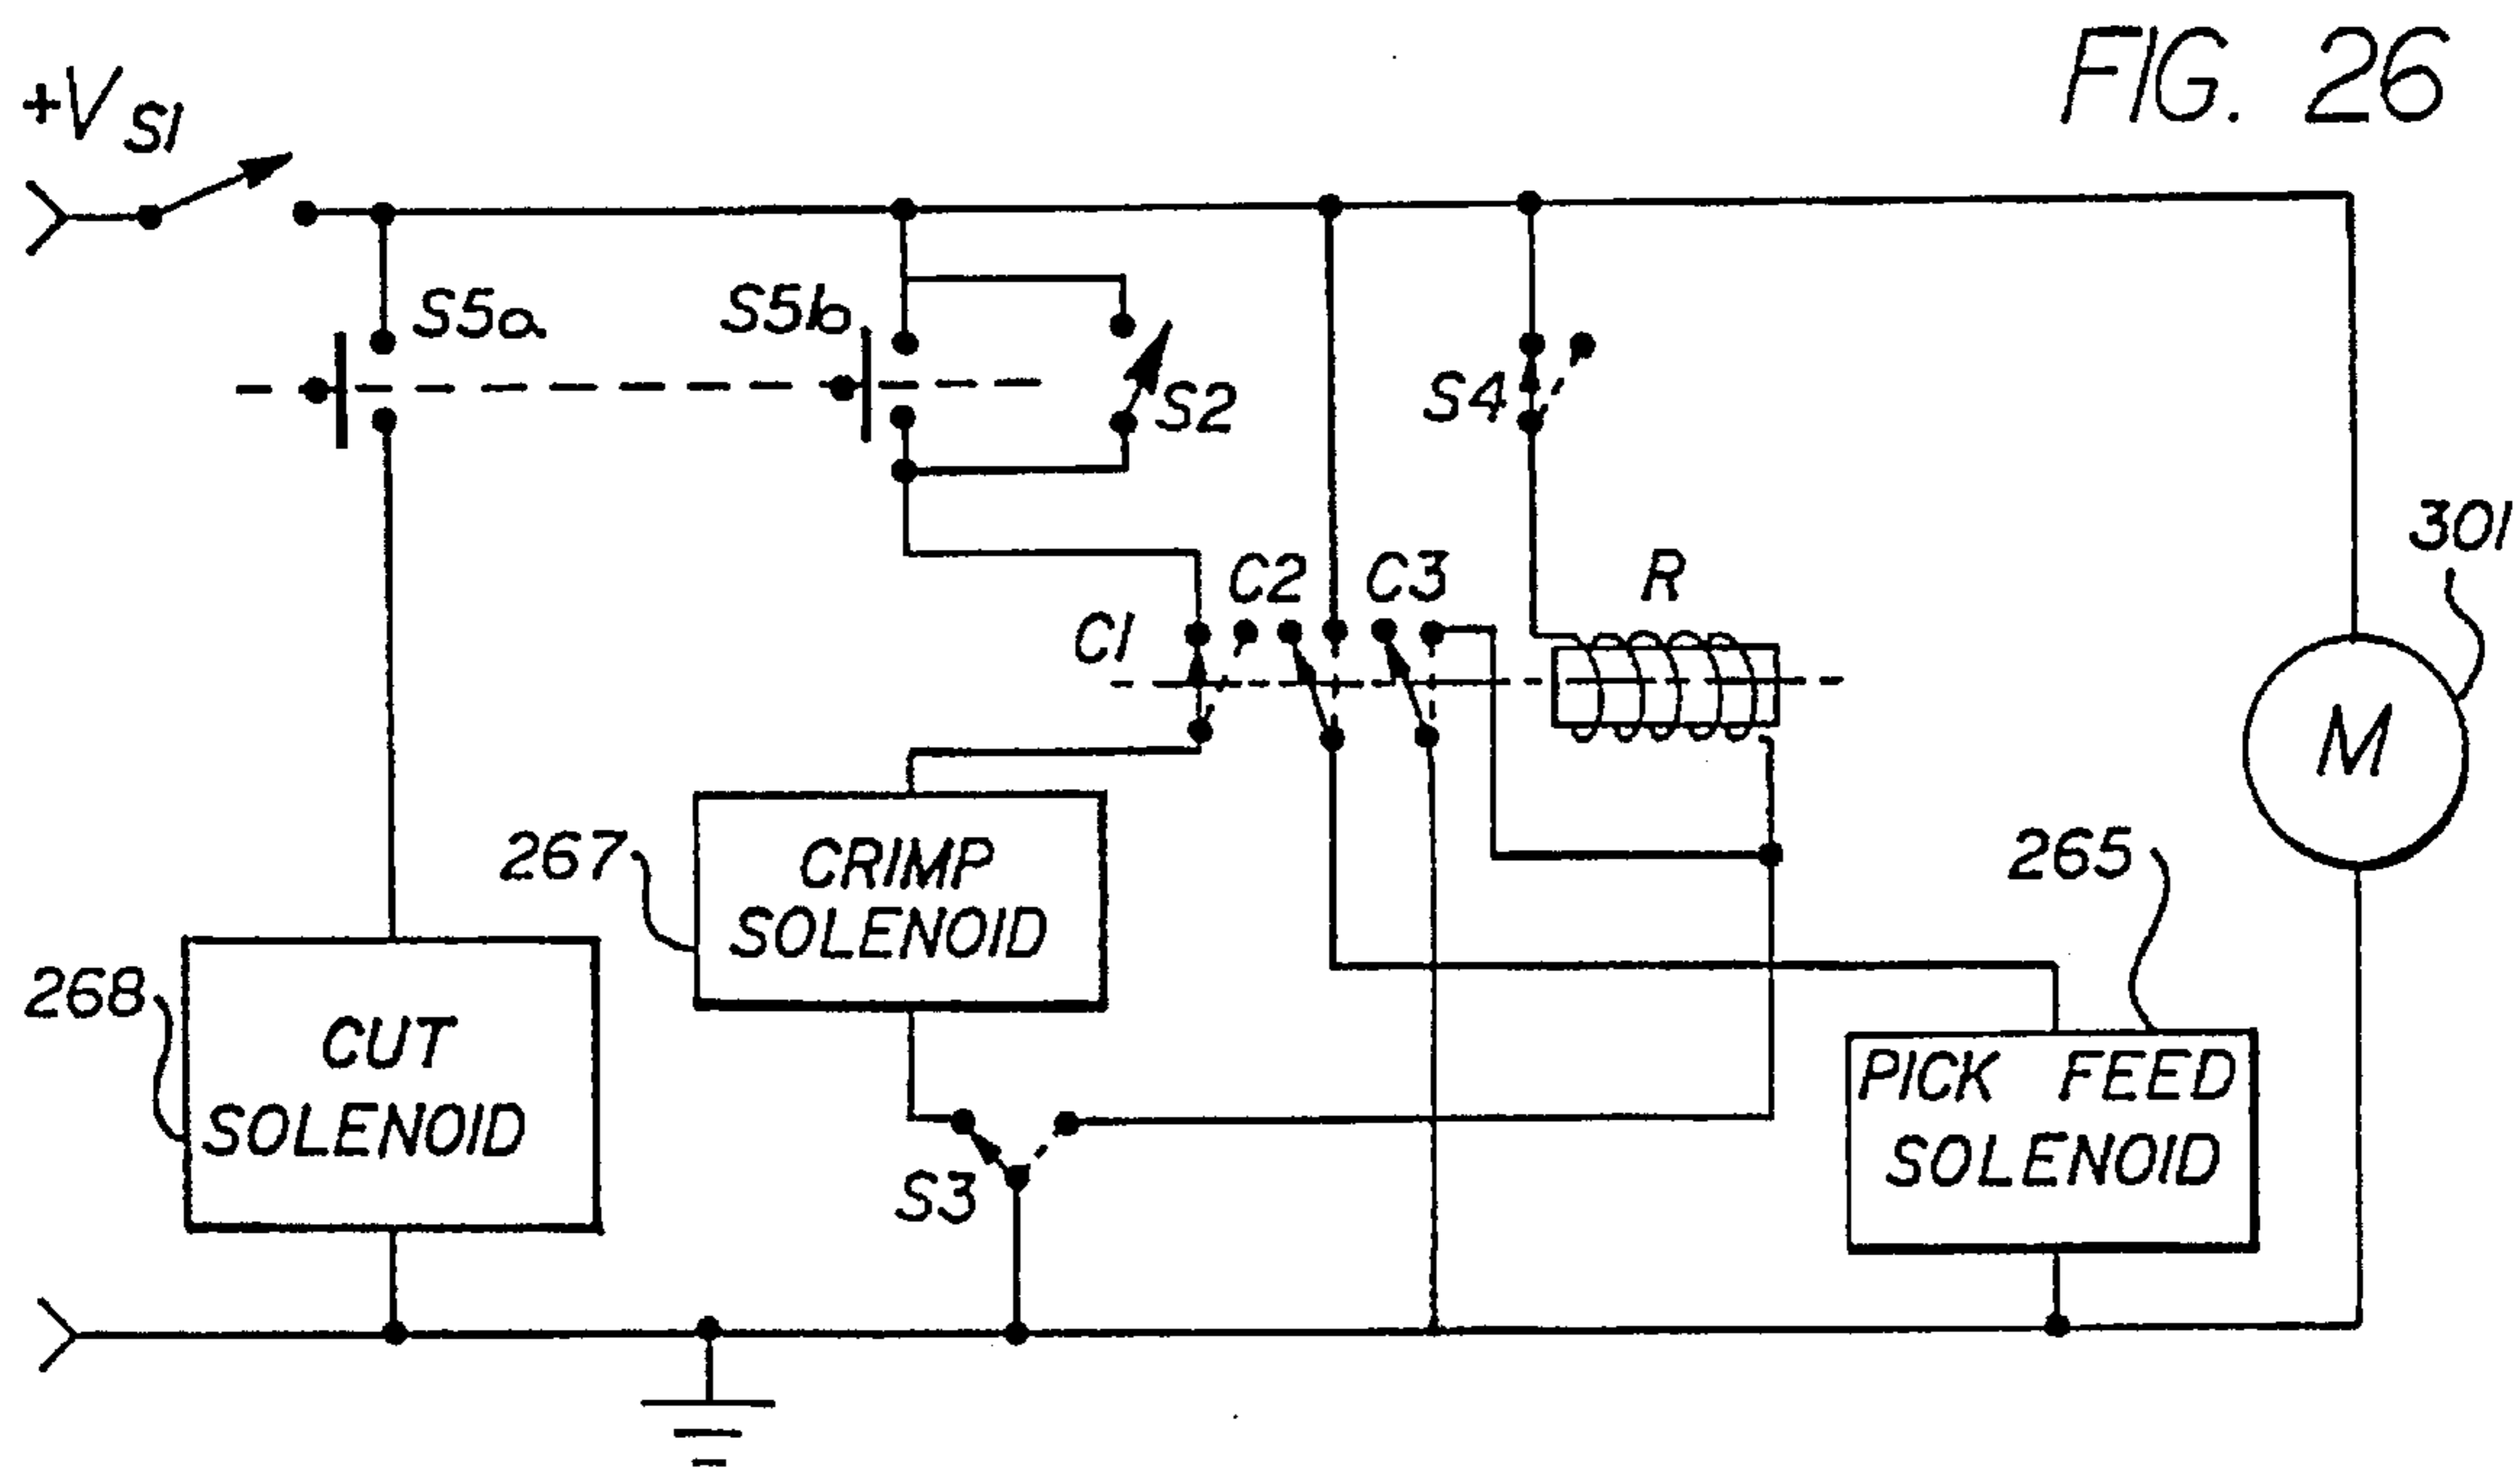 FIG. 26
+V S1
S5a
S5b
S2
S4
301
C1
C2
C3
R
M
267
CRIMP
SOLENOID
265
268
CUT
SOLENOID
PICK FEED
SOLENOID
S3